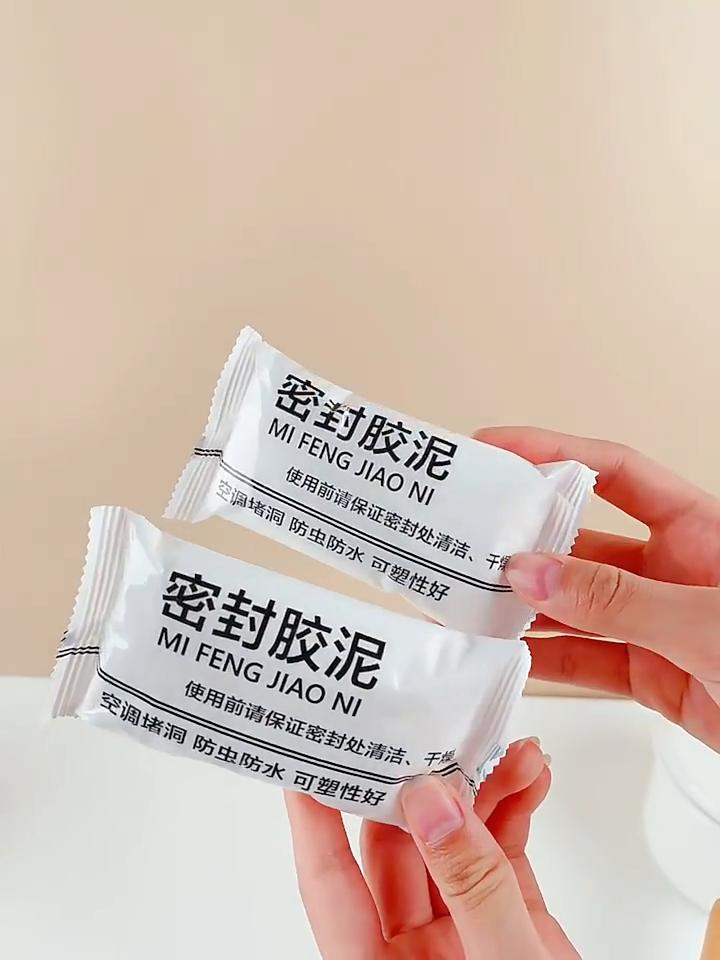 密封胶泥
MI FENG JIAO NI
使用前请保证密封处清洁、干燥
空调堵洞 防虫防水 可塑性好
密封胶泥
MI FENG JIAO NI
使用前请保证密封处清洁、干燥
空调堵洞 防虫防水 可塑性好